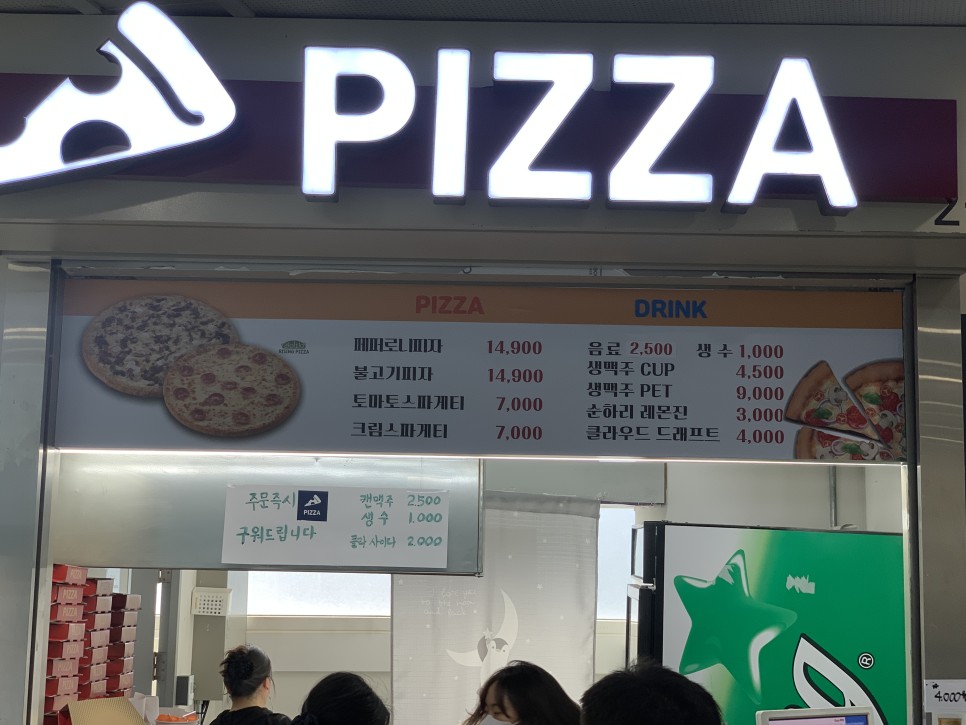 PIZZA
PIZZA
DRINK
페퍼로니피자 14,900
불고기피자 14,900
토마토스파게티 7,000
크림스파게티 7,000
음료 2,500 생수 1,000
생맥주 CUP 4,500
생맥주 PET 9,000
순하리 레몬진 3,000
클라우드 드래프트 4,000
주문즉시
PIZZA
구워드립니다
캔맥주 2,500
생수 1,000
콜라 사이다 2,000
PIZZA
PIZZA
PIZZA
®
4,000